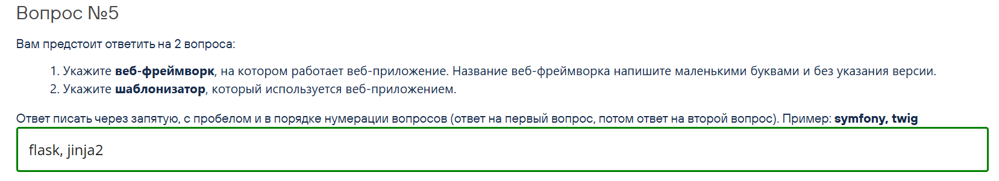 Вопрос №5
Вам предстоит ответить на 2 вопроса:
1. Укажите веб-фреймворк, на котором работает веб-приложение. Название веб-фреймворка напишите маленькими буквами и без указания версии.
2. Укажите шаблонизатор, который используется веб-приложением.
Ответ писать через запятую, с пробелом и в порядке нумерации вопросов (ответ на первый вопрос, потом ответ на второй вопрос). Пример: symfony, twig
flask, jinja2